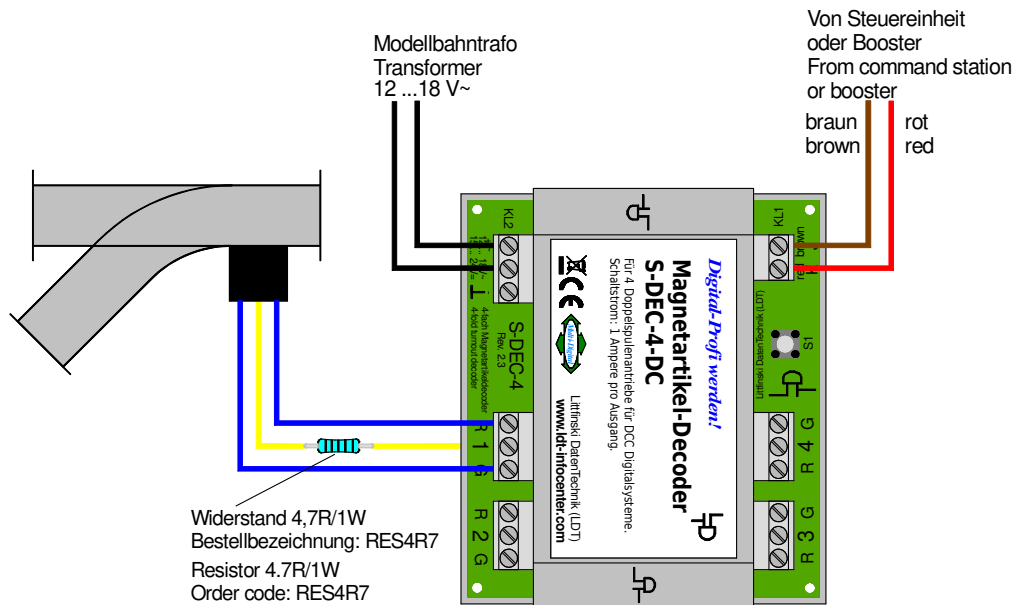 Modellbahntrafo
Transformer
12 ...18 V~
Von Steuereinheit
oder Booster
From command station
or booster
braun rot
brown red
KL2
S-DEC-4
Rev. 2.3
4-fach Magnetartikeldecoder
4-fold turnout decoder
R 1 G
R 2 G
Digital-Profi werden!
Magnetartikel-Decoder
S-DEC-4-DC
Für 4 Doppelspulenantriebe für DCC Digitalsysteme.
Schaltstrom: 1 Ampere pro Ausgang.
CE
Multi-Digital
Littfinski DatenTechnik (LDT)
www.ldt-infocenter.com
KL1
red brown
S1
Littfinski DatenTechnik (LDT)
R 4 G
R 3 G
Widerstand 4,7R/1W
Bestellbezeichnung: RES4R7
Resistor 4.7R/1W
Order code: RES4R7